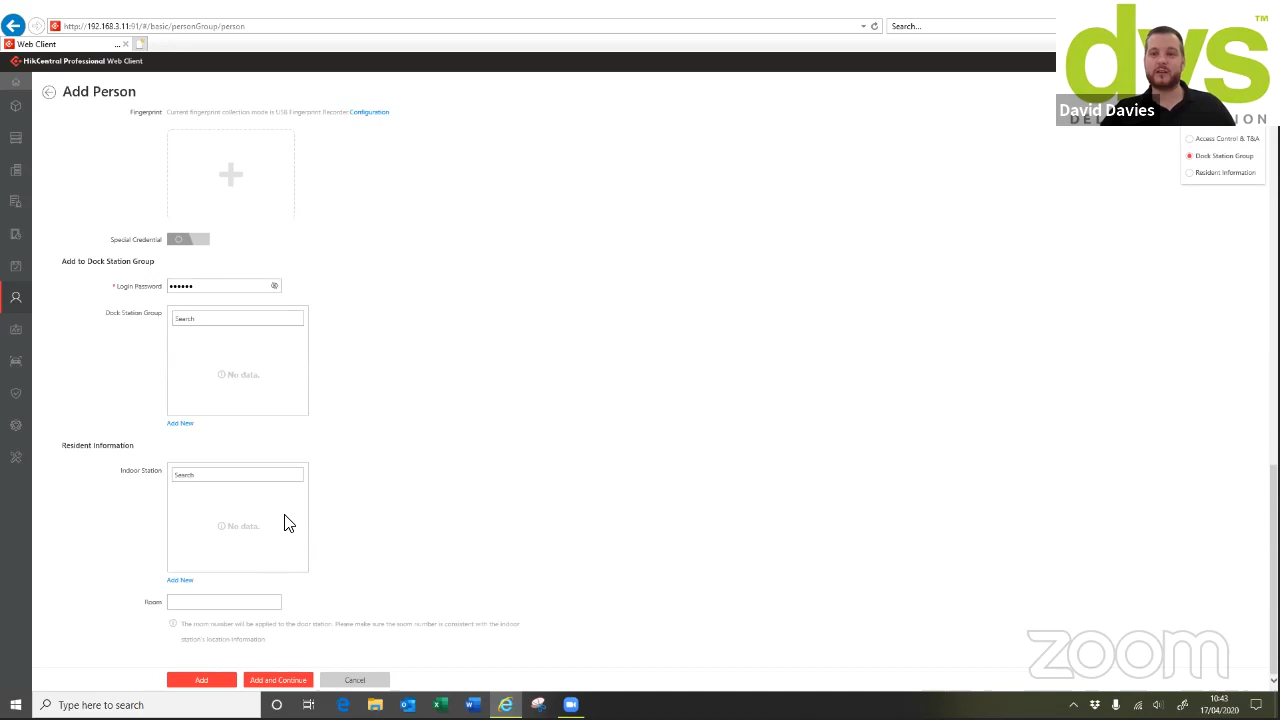 http://192.168.3.11:91/#/basic/personGroup/person
Search...
Web Client
...
HikCentral Professional Web Client
Add Person
Fingerprint
Current fingerprint collection mode is USB Fingerprint Recorder Configuration
Special Credential
Add to Dock Station Group
* Login Password
••••••
Dock Station Group
Search
No data.
Add New
Resident Information
Indoor Station
Search
No data.
Add New
Room
The room number will be applied to the door station. Please make sure the room number is consistent with the indoor
station's location information
Add
Add and Continue
Cancel
dvs
TM
David Davies
Access Control & T&A
Dock Station Group
Resident Information
zoom
Type here to search
10:43
17/04/2020